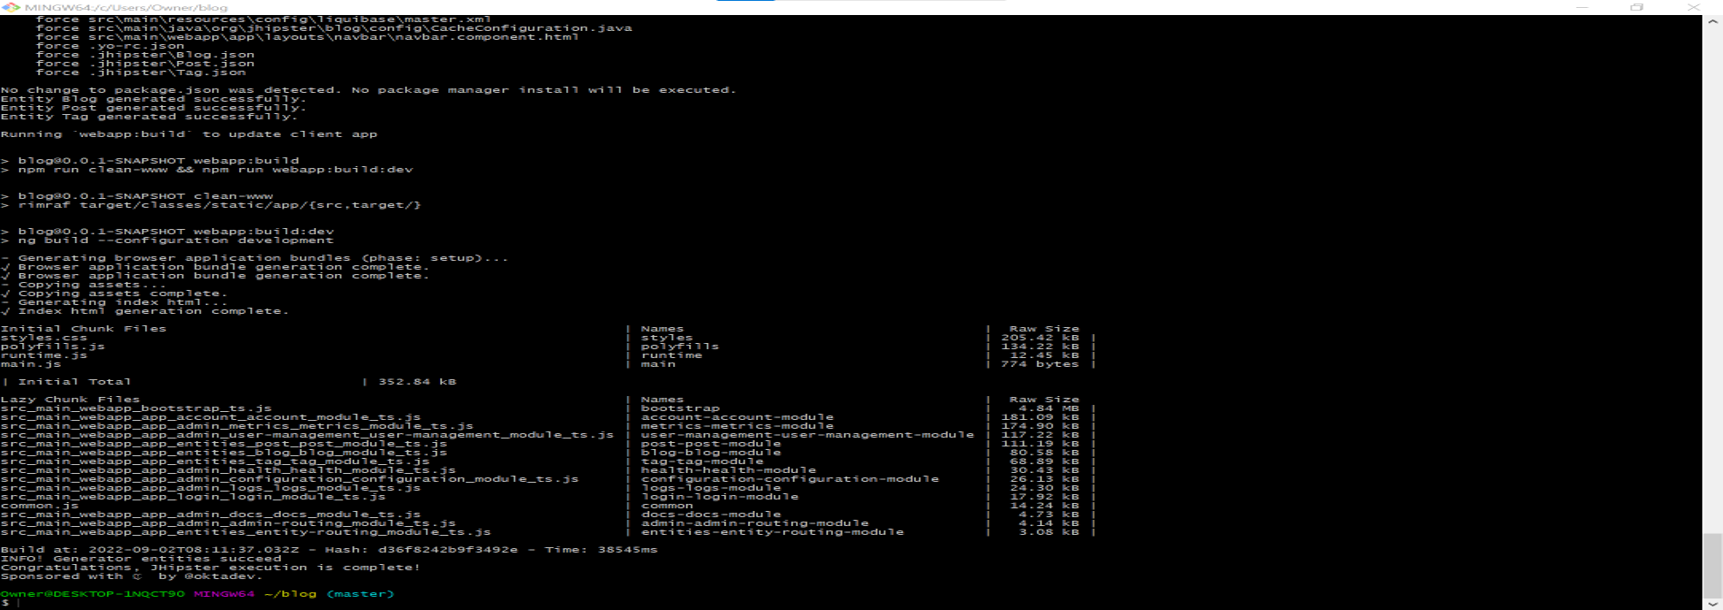 MINGW64:/c/Users/Owner/blog
force src\main\resources\config\liquibase\master.xml
force src\main\java\org\jhipster\blog\config\CacheConfiguration.java
force src\main\webapp\app\layouts\navbar\navbar.component.html
force .yo-rc.json
force .jhipster\Blog.json
force .jhipster\Post.json
force .jhipster\Tag.json
No change to package.json was detected. No package manager install will be executed.
Entity Blog generated successfully.
Entity Post generated successfully.
Entity Tag generated successfully.
Running `webapp:build` to update client app
> blog@0.0.1-SNAPSHOT webapp:build
> npm run clean-www && npm run webapp:build:dev
> blog@0.0.1-SNAPSHOT clean-www
> rimraf target/classes/static/app/{src,target/}
> blog@0.0.1-SNAPSHOT webapp:build:dev
> ng build --configuration development
- Generating browser application bundles (phase: setup)...
√ Browser application bundle generation complete.
√ Browser application bundle generation complete.
- Copying assets...
√ Copying assets complete.
- Generating index html...
√ Index html generation complete.
Initial Chunk Files | Names | Raw Size
styles.css | styles | 205.42 kB |
polyfills.js | polyfills | 134.22 kB |
runtime.js | runtime | 12.45 kB |
main.js | main | 774 bytes |
| Initial Total | 352.84 kB
Lazy Chunk Files | Names | Raw Size
src_main_webapp_bootstrap_ts.js | bootstrap | 4.84 MB |
src_main_webapp_app_account_account_module_ts.js | account-account-module | 181.09 kB |
src_main_webapp_app_admin_metrics_metrics_module_ts.js | metrics-metrics-module | 174.90 kB |
src_main_webapp_app_admin_user-management_user-management_module_ts.js | user-management-user-management-module | 117.22 kB |
src_main_webapp_app_entities_post_post_module_ts.js | post-post-module | 111.19 kB |
src_main_webapp_app_entities_blog_blog_module_ts.js | blog-blog-module | 80.58 kB |
src_main_webapp_app_entities_tag_tag_module_ts.js | tag-tag-module | 68.89 kB |
src_main_webapp_app_admin_health_health_module_ts.js | health-health-module | 30.43 kB |
src_main_webapp_app_admin_configuration_configuration_module_ts.js | configuration-configuration-module | 26.13 kB |
src_main_webapp_app_admin_logs_logs_module_ts.js | logs-logs-module | 24.30 kB |
src_main_webapp_app_login_login_module_ts.js | login-login-module | 17.92 kB |
common.js | common | 14.24 kB |
src_main_webapp_app_admin_docs_docs_module_ts.js | docs-docs-module | 4.73 kB |
src_main_webapp_app_admin_admin-routing_module_ts.js | admin-admin-routing-module | 4.14 kB |
src_main_webapp_app_entities_entity-routing_module_ts.js | entities-entity-routing-module | 3.08 kB |
Build at: 2022-09-02T08:11:37.032Z - Hash: d36f8242b9f3492e - Time: 38545ms
INFO! Generator entities succeed
Congratulations, JHipster execution is complete!
Sponsored with by @oktadev.
Owner@DESKTOP-1NQCT90 MINGW64 ~/blog (master)
$